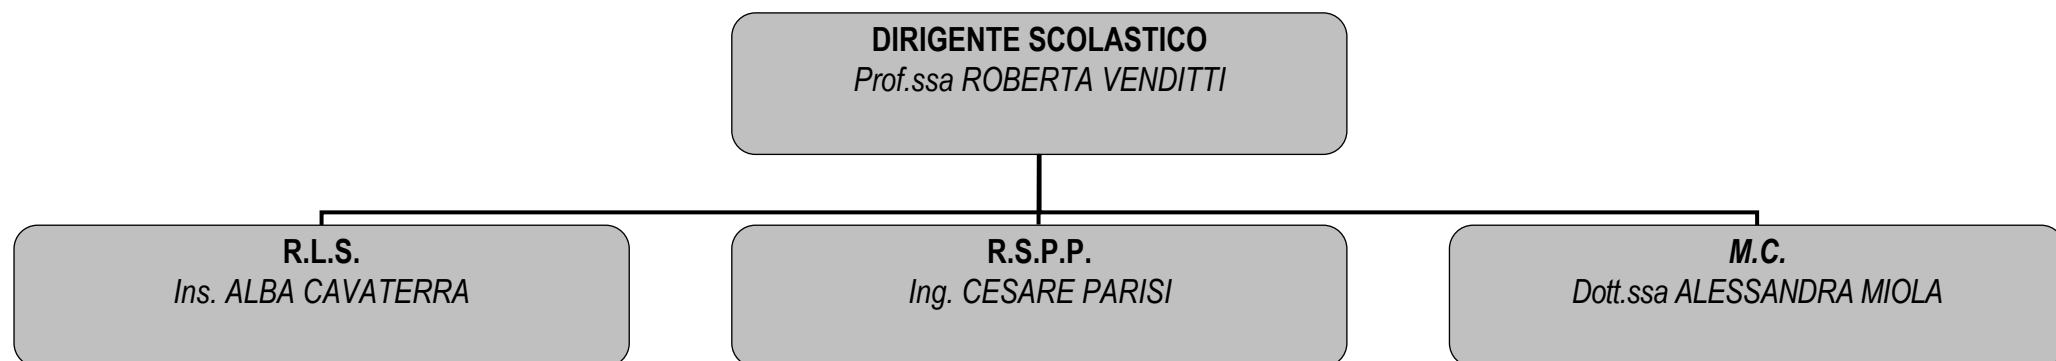 DIRIGENTE SCOLASTICO
Prof.ssa ROBERTA VENDITTI
R.L.S.
Ins. ALBA CAVATERRA
R.S.P.P.
Ing. CESARE PARISI
M.C.
Dott.ssa ALESSANDRA MIOLA